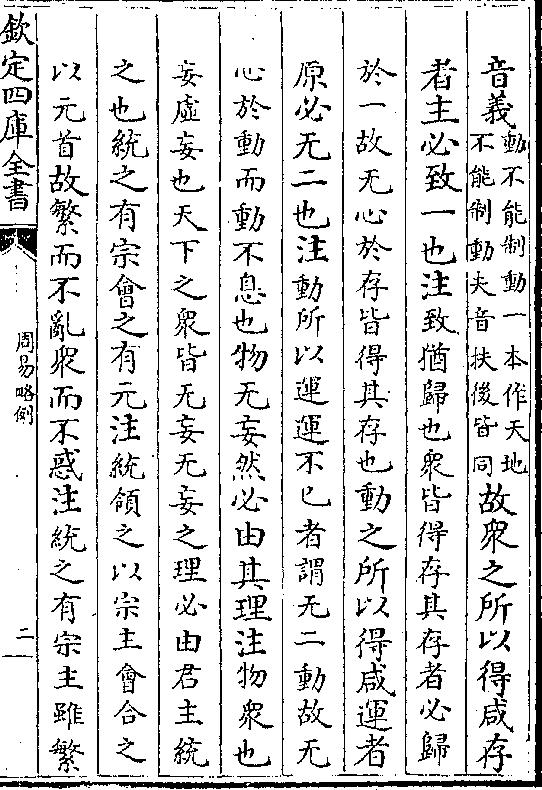 音義動不能制動一本作天地
不能制動夫音扶後皆同故衆之所以得咸存
者主必致一也注致猶歸也衆皆得存其存者必歸
於一故无心於存皆得其存也動之所以得咸運者
原必无二也注動所以運運不已者謂无二動故无
心於動而動不息也物无妄然必由其理注物衆也
妄虛妄也天下之衆皆无妄无妄之理必由君主統
之也統之有宗會之有元注統領之以宗主會合之
以元首故繁而不亂衆而不惑注統之有宗主雖繁
欽定四庫全書
周易略例
二